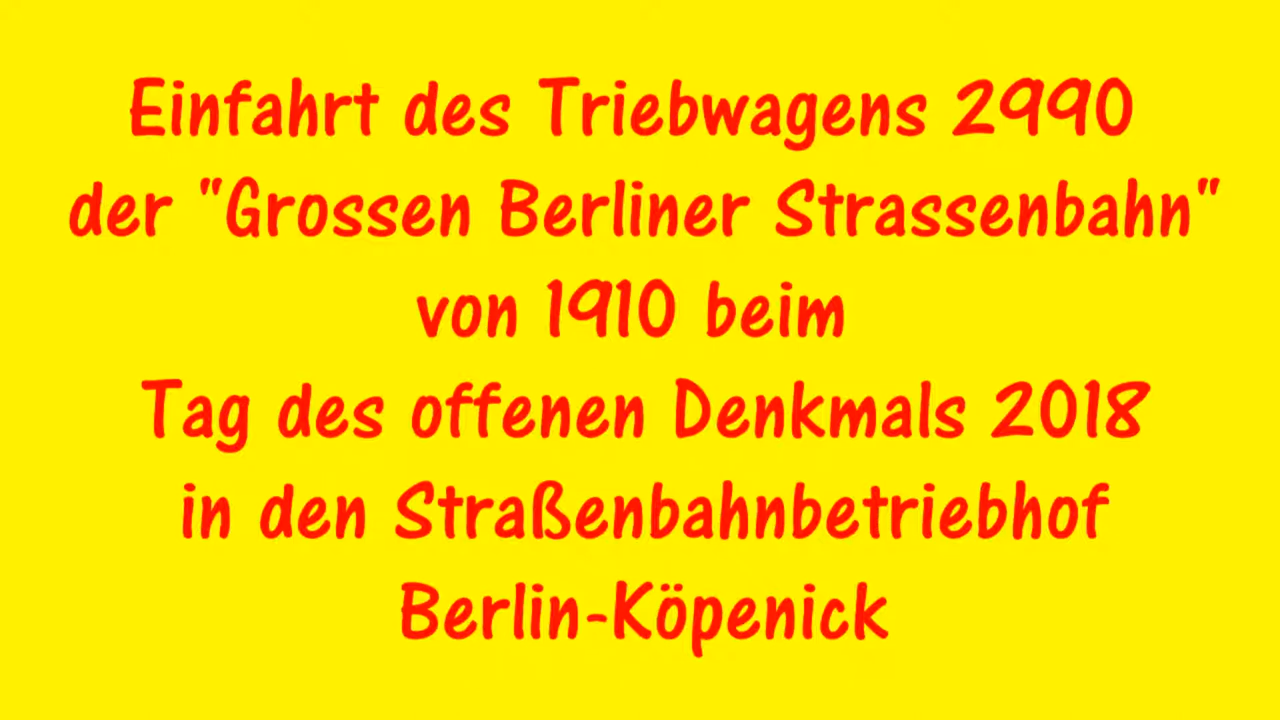 Einfahrt des Triebwagens 2990
der "Grossen Berliner Strassenbahn"
von 1910 beim
Tag des offenen Denkmals 2018
in den Straßenbahnbetriebhof
Berlin-Köpenick